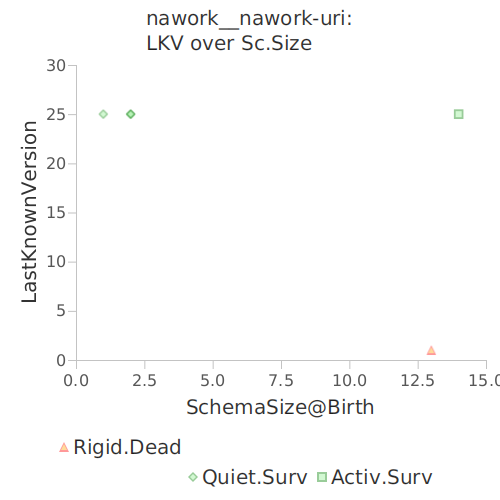 nawork__nawork-uri:
LKV over Sc.Size
LastKnownVersion
30
25
20
15
10
5
0
0.0 2.5 5.0 7.5 10.0 12.5 15.0
SchemaSize@Birth
Rigid.Dead
Quiet.Surv Activ.Surv